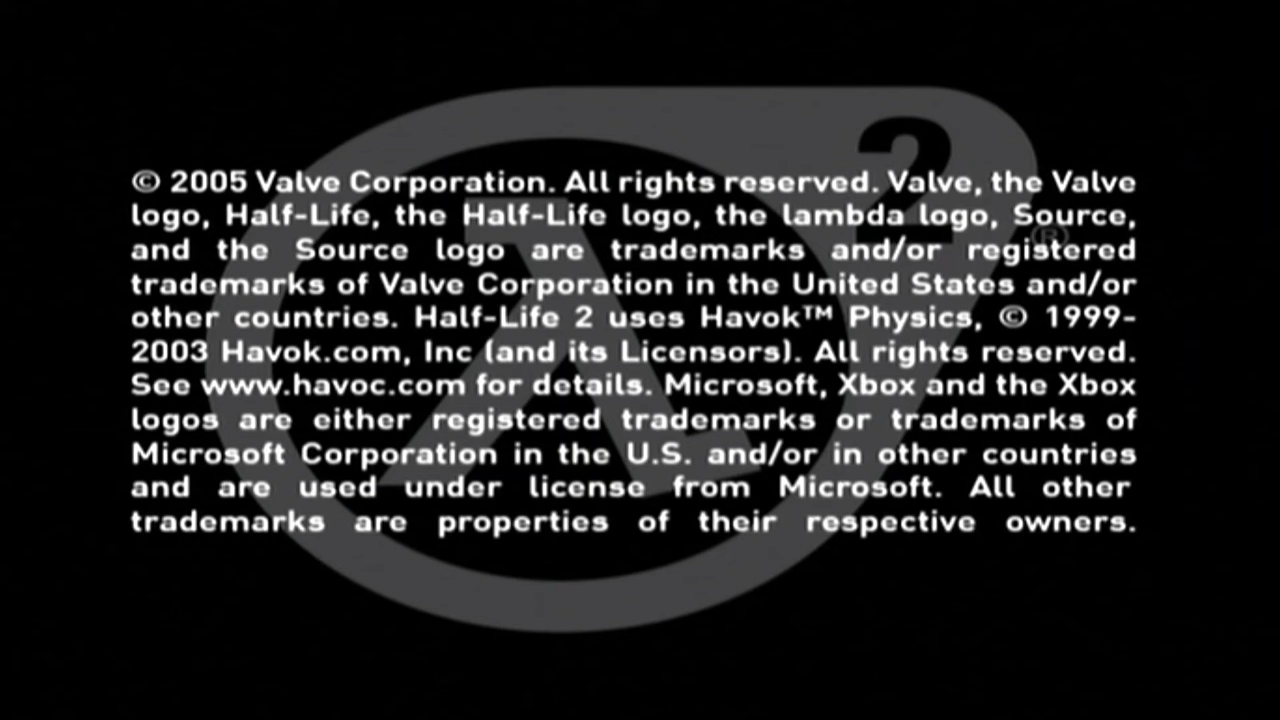 2
®
© 2005 Valve Corporation. All rights reserved. Valve, the Valve
logo, Half-Life, the Half-Life logo, the lambda logo, Source,
and the Source logo are trademarks and/or registered
trademarks of Valve Corporation in the United States and/or
other countries. Half-Life 2 uses Havok™ Physics, © 1999-
2003 Havok.com, Inc (and its Licensors). All rights reserved.
See www.havoc.com for details. Microsoft, Xbox and the Xbox
logos are either registered trademarks or trademarks of
Microsoft Corporation in the U.S. and/or in other countries
and are used under license from Microsoft. All other
trademarks are properties of their respective owners.